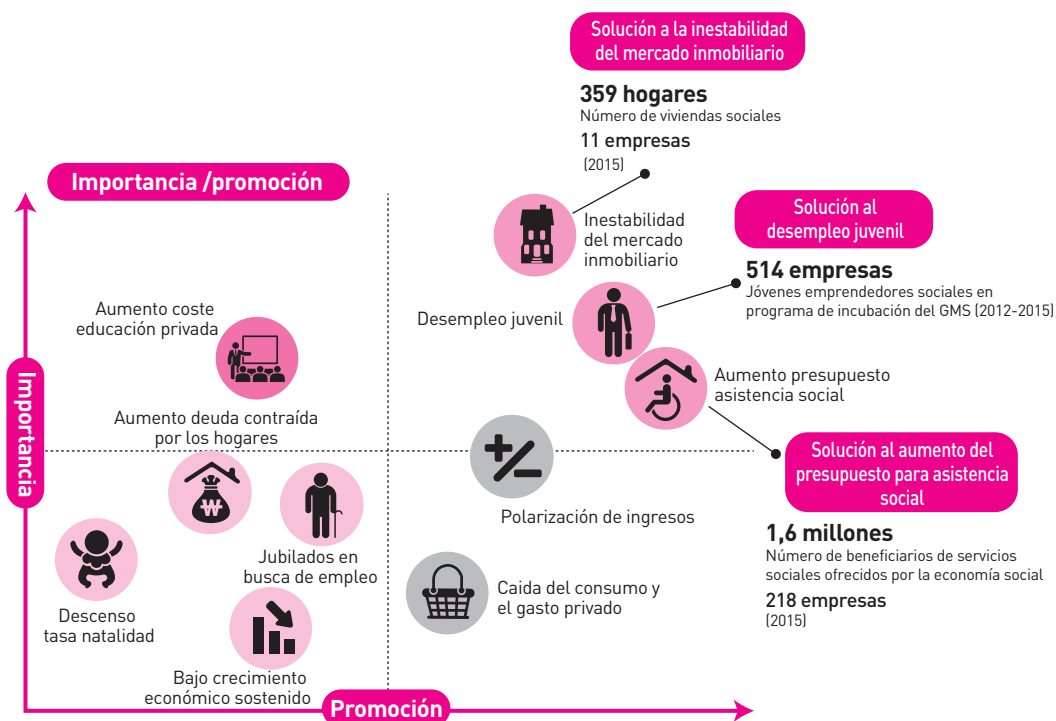 Solución a la inestabilidad
del mercado inmobiliario
359 hogares
Número de viviendas sociales
11 empresas
(2015)
Importancia /promoción
Inestabilidad
del mercado
inmobiliario
Solución al
desempleo juvenil
514 empresas
Jóvenes emprendedores sociales en
programa de incubación del GMS (2012-2015)
Desempleo juvenil
Aumento coste
educación privada
Aumento presupuesto
asistencia social
Importancia
Aumento deuda contraída
por los hogares
₩
Solución al aumento del
presupuesto para asistencia
social
1,6 millones
Número de beneficiarios de servicios
sociales ofrecidos por la economía social
218 empresas
(2015)
Polarización de ingresos
Jubilados en
busca de empleo
Caida del consumo y
el gasto privado
Descenso
tasa natalidad
Bajo crecimiento
económico sostenido
Promoción